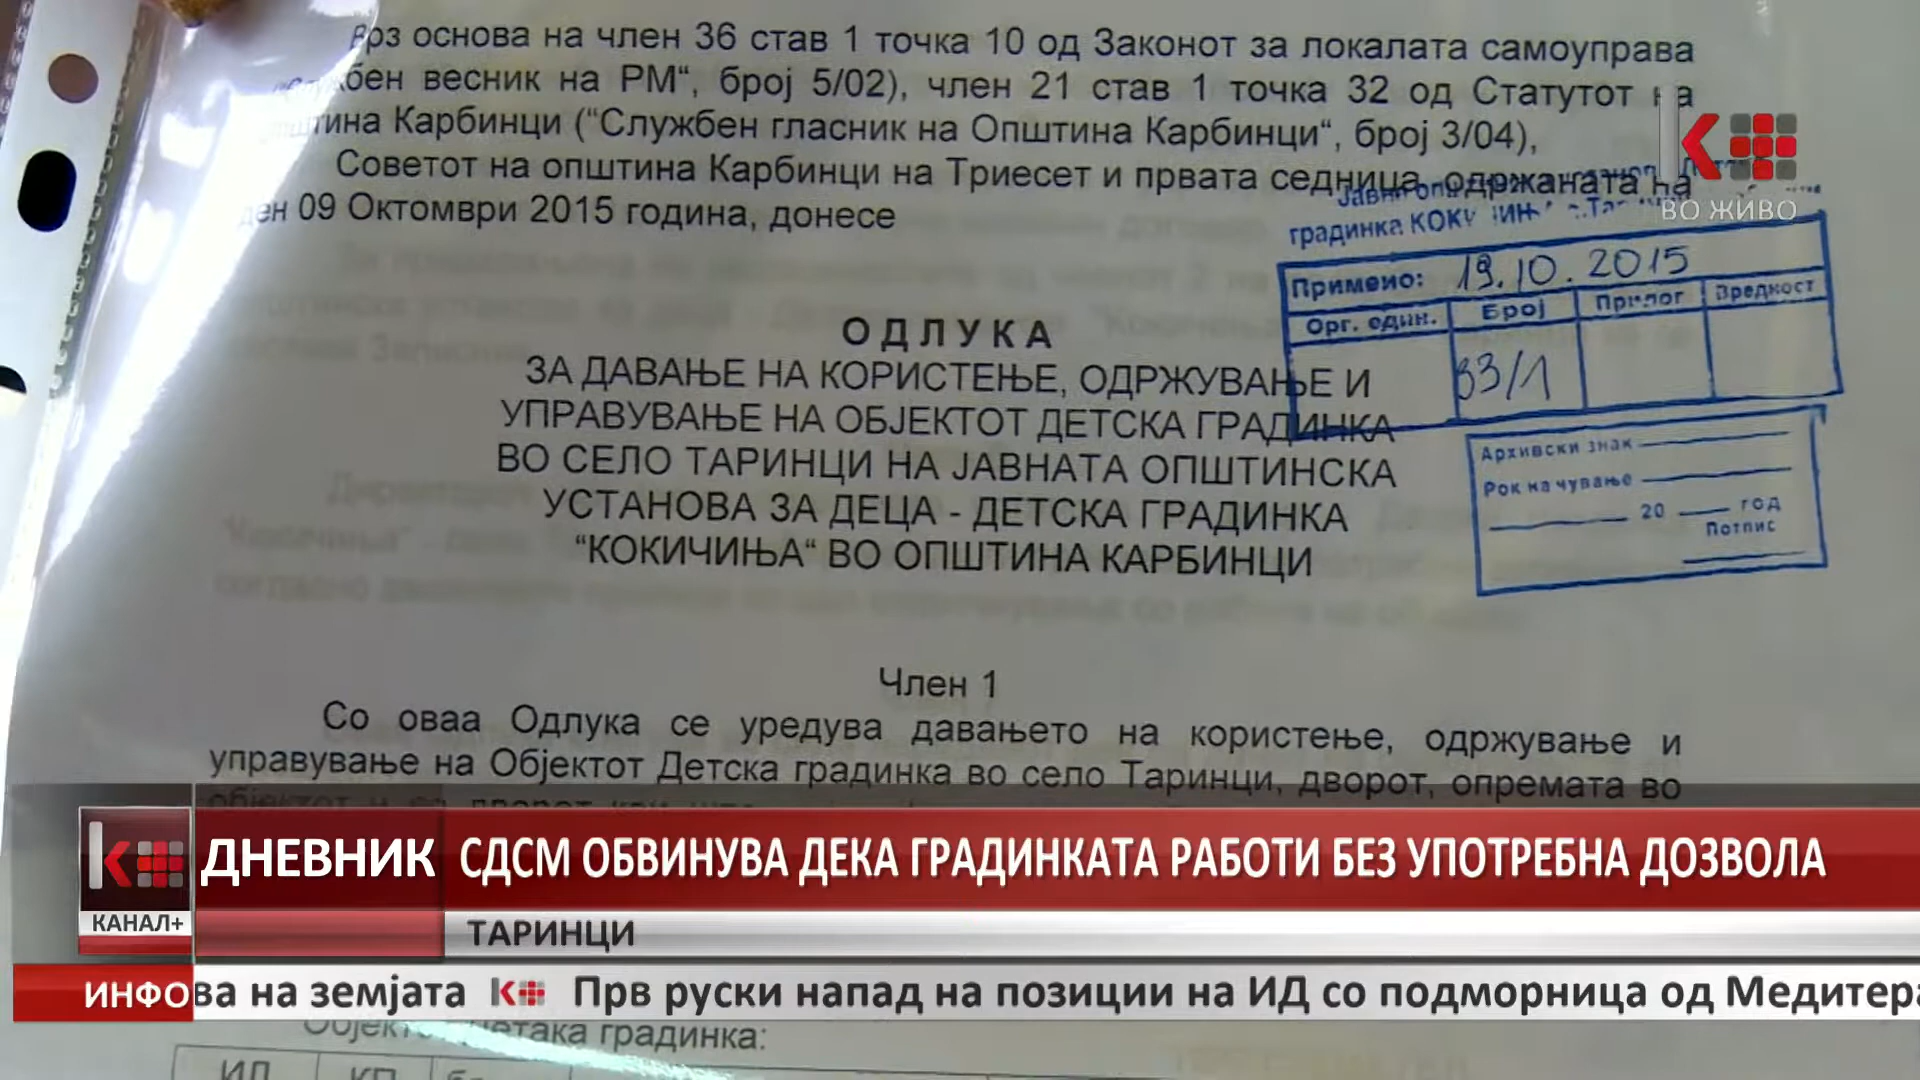 Врз основа на член 36 став 1 точка 10 од Законот за локалата самоуправа
весник на РМ“, број 5/02), член 21 став 1 точка 32 од Статутот на
Карбинци (“Службен гласник на Општина Карбинци“, број 3/04),
Советот на општина Карбинци на Триесет и првата седница, одржаната на
ден 09 Октомври 2015 година, донесе
ВО ЖИВО
градинка
Примено: 19.10.2015
Орг. един. Број Прилог Вредност
93/1
ОДЛУКА
ЗА ДАВАЊЕ НА КОРИСТЕЊЕ, ОДРЖУВАЊЕ И
УПРАВУВАЊЕ НА ОБЈЕКТОТ ДЕТСКА ГРАДИНКА
ВО СЕЛО ТАРИНЦИ НА ЈАВНАТА ОПШТИНСКА
УСТАНОВА ЗА ДЕЦА - ДЕТСКА ГРАДИНКА
“КОКИЧИЊА“ ВО ОПШТИНА КАРБИНЦИ
Архивски знак
Рок на чување
20 год
Потпис
Член 1
Со оваа Одлука се уредува давањето на користење, одржување и
управување на Објектот Детска градинка во село Таринци, дворот, опремата во
ДНЕВНИК СДСМ ОБВИНУВА ДЕКА ГРАДИНКАТА РАБОТИ БЕЗ УПОТРЕБНА ДОЗВОЛА
КАНАЛ+
ТАРИНЦИ
ИНФО ва на земјата К Прв руски напад на позиции на ИД со подморница од Медитера
градинка:
ИД КП